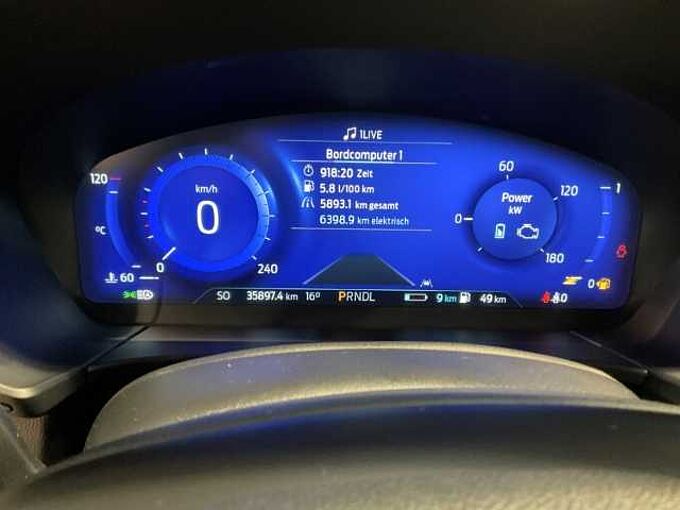 1LIVE
Bordcomputer 1
918:20 Zeit
5.8 l/100 km
5893.1 km gesamt
6398.9 km elektrisch
120
°C
60
km/h
0
0
240
60
120
0
180
Power
kW
1
0
SO 35897.4 km 16° PRNDL 9 km 49 km 0